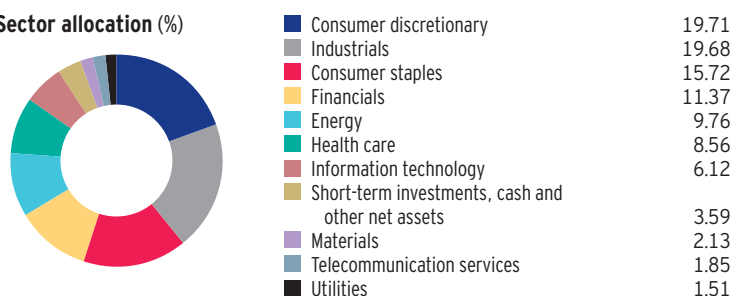 Sector allocation (%)
Consumer discretionary 19.71
Industrials 19.68
Consumer staples 15.72
Financials 11.37
Energy 9.76
Health care 8.56
Information technology 6.12
Short-term investments, cash and
other net assets 3.59
Materials 2.13
Telecommunication services 1.85
Utilities 1.51